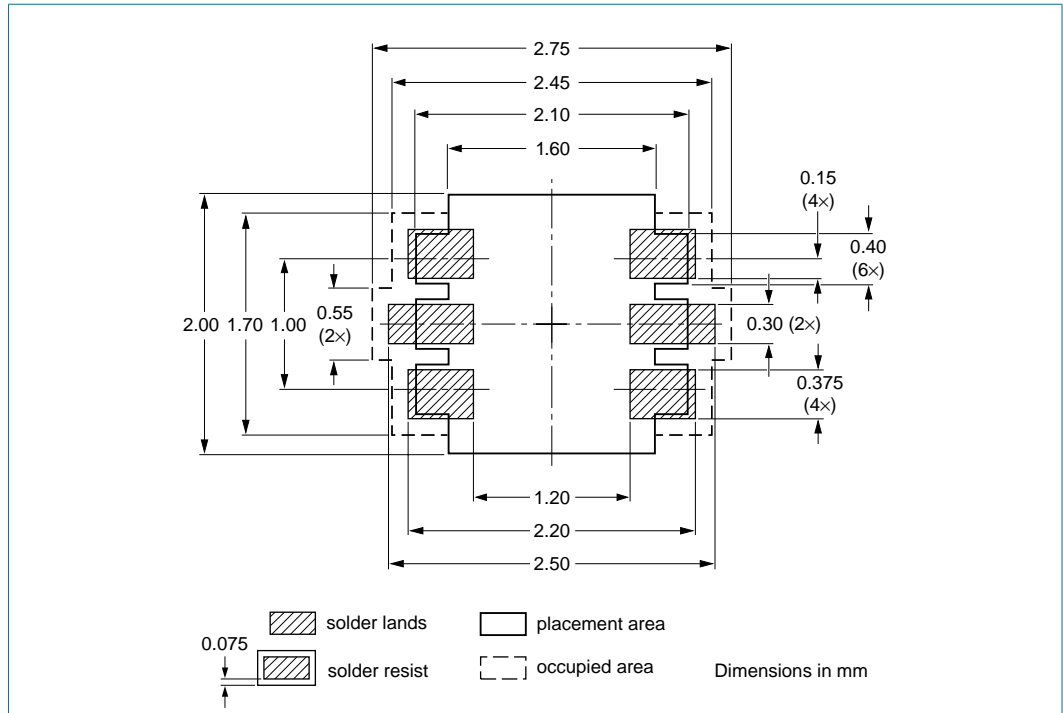 2.75
2.45
2.10
1.60
0.15
(4×)
0.40
(6×)
2.00 1.70 1.00
0.55
(2×)
0.30 (2×)
0.375
(4×)
1.20
2.20
2.50
solder lands
placement area
0.075
solder resist
occupied area
Dimensions in mm